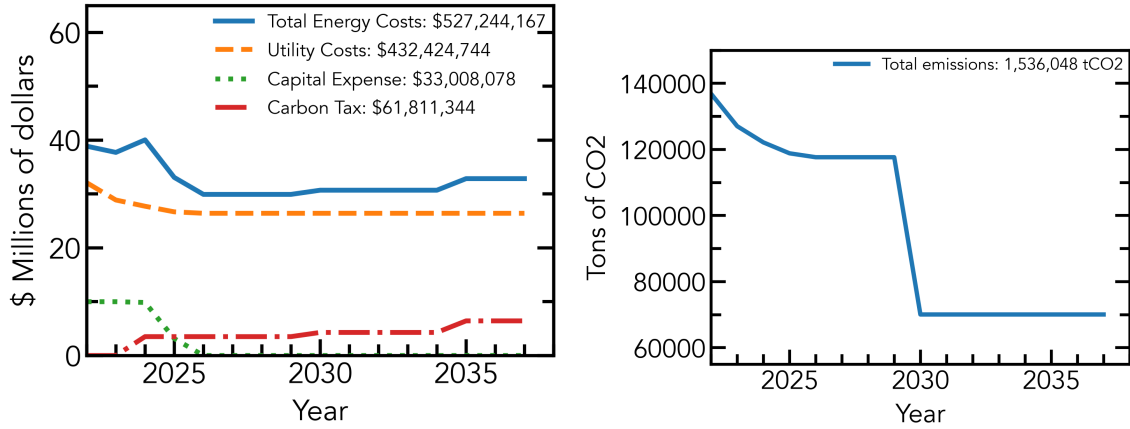 $ Millions of dollars
60
40
20
0
Total Energy Costs: $527,244,167
Utility Costs: $432,424,744
Capital Expense: $33,008,078
Carbon Tax: $61,811,344
2025 2030 2035
Year
Tons of CO2
140000
120000
100000
80000
60000
Total emissions: 1,536,048 tCO2
2025 2030 2035
Year